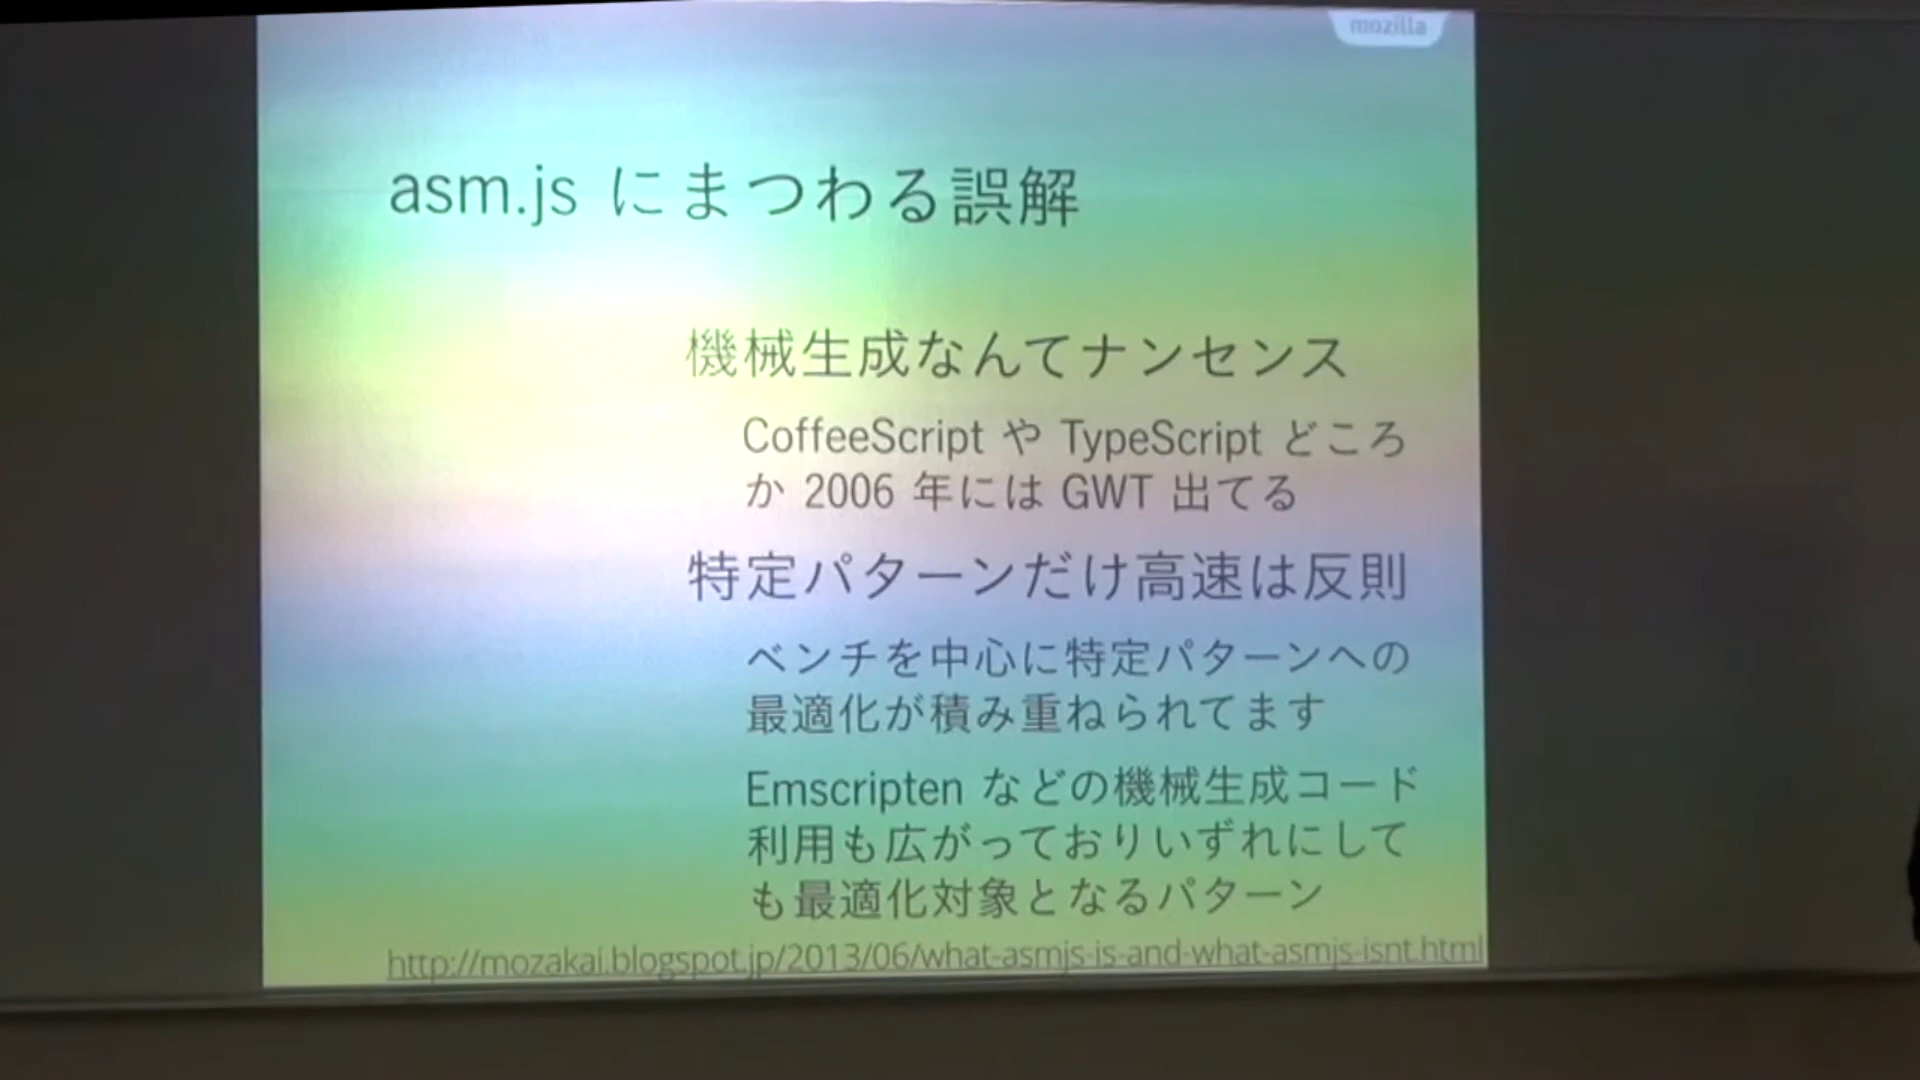 mozilla
asm.js にまつわる誤解
機械生成なんてナンセンス
CoffeeScript や TypeScript どころ
か 2006 年には GWT 出てる
特定パターンだけ高速は反則
ベンチを中心に特定パターンへの
最適化が積み重ねられてます
Emscripten などの機械生成コード
利用も広がっておりいずれにして
も最適化対象となるパターン
http://mozakai.blogspot.jp/2013/06/what-asmjs-is-and-what-asmjs-isnt.html